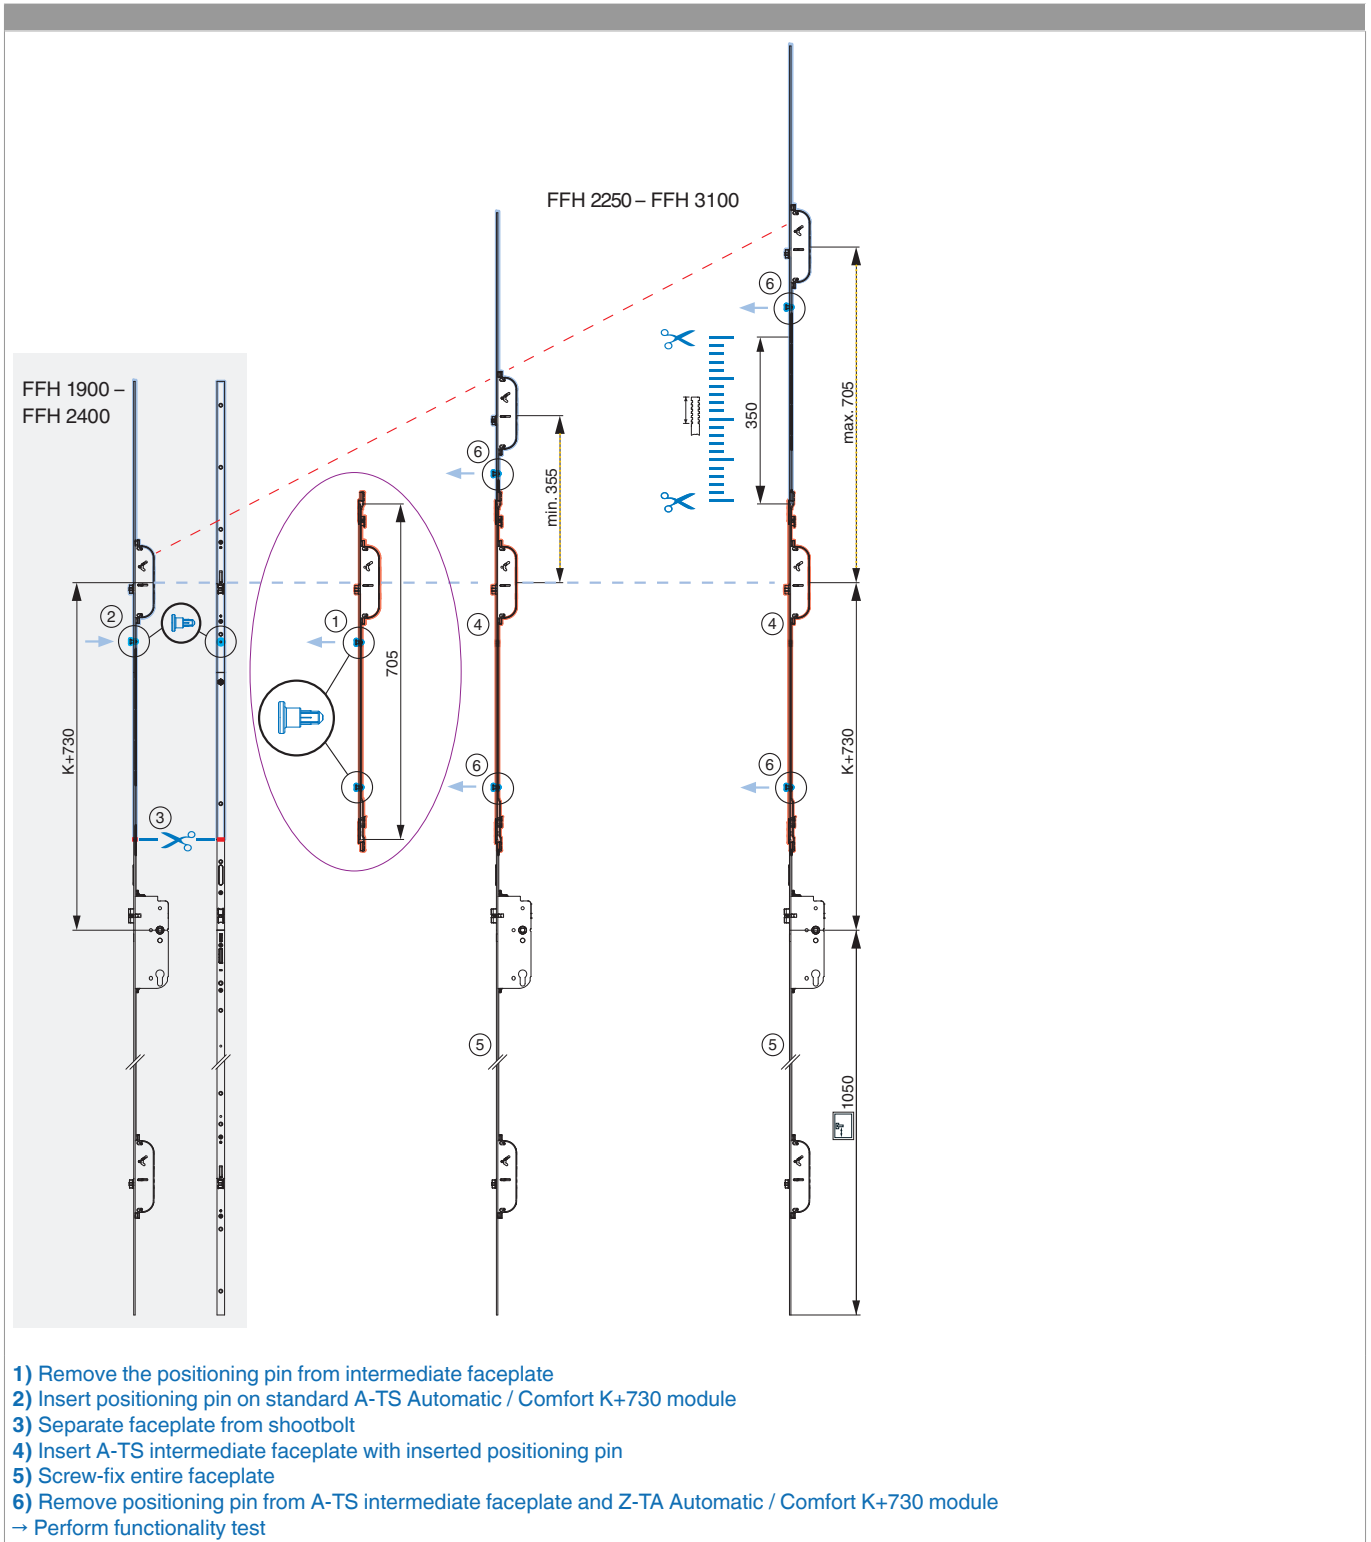 FFH 2250 – FFH 3100
6
FFH 1900 –
FFH 2400
350
max. 705
6
min. 355
2
1
705
4
4
K+730
K+730
6
6
3
5
5
1050
1) Remove the positioning pin from intermediate faceplate
2) Insert positioning pin on standard A-TS Automatic / Comfort K+730 module
3) Separate faceplate from shootbolt
4) Insert A-TS intermediate faceplate with inserted positioning pin
5) Screw-fix entire faceplate
6) Remove positioning pin from A-TS intermediate faceplate and Z-TA Automatic / Comfort K+730 module
→ Perform functionality test